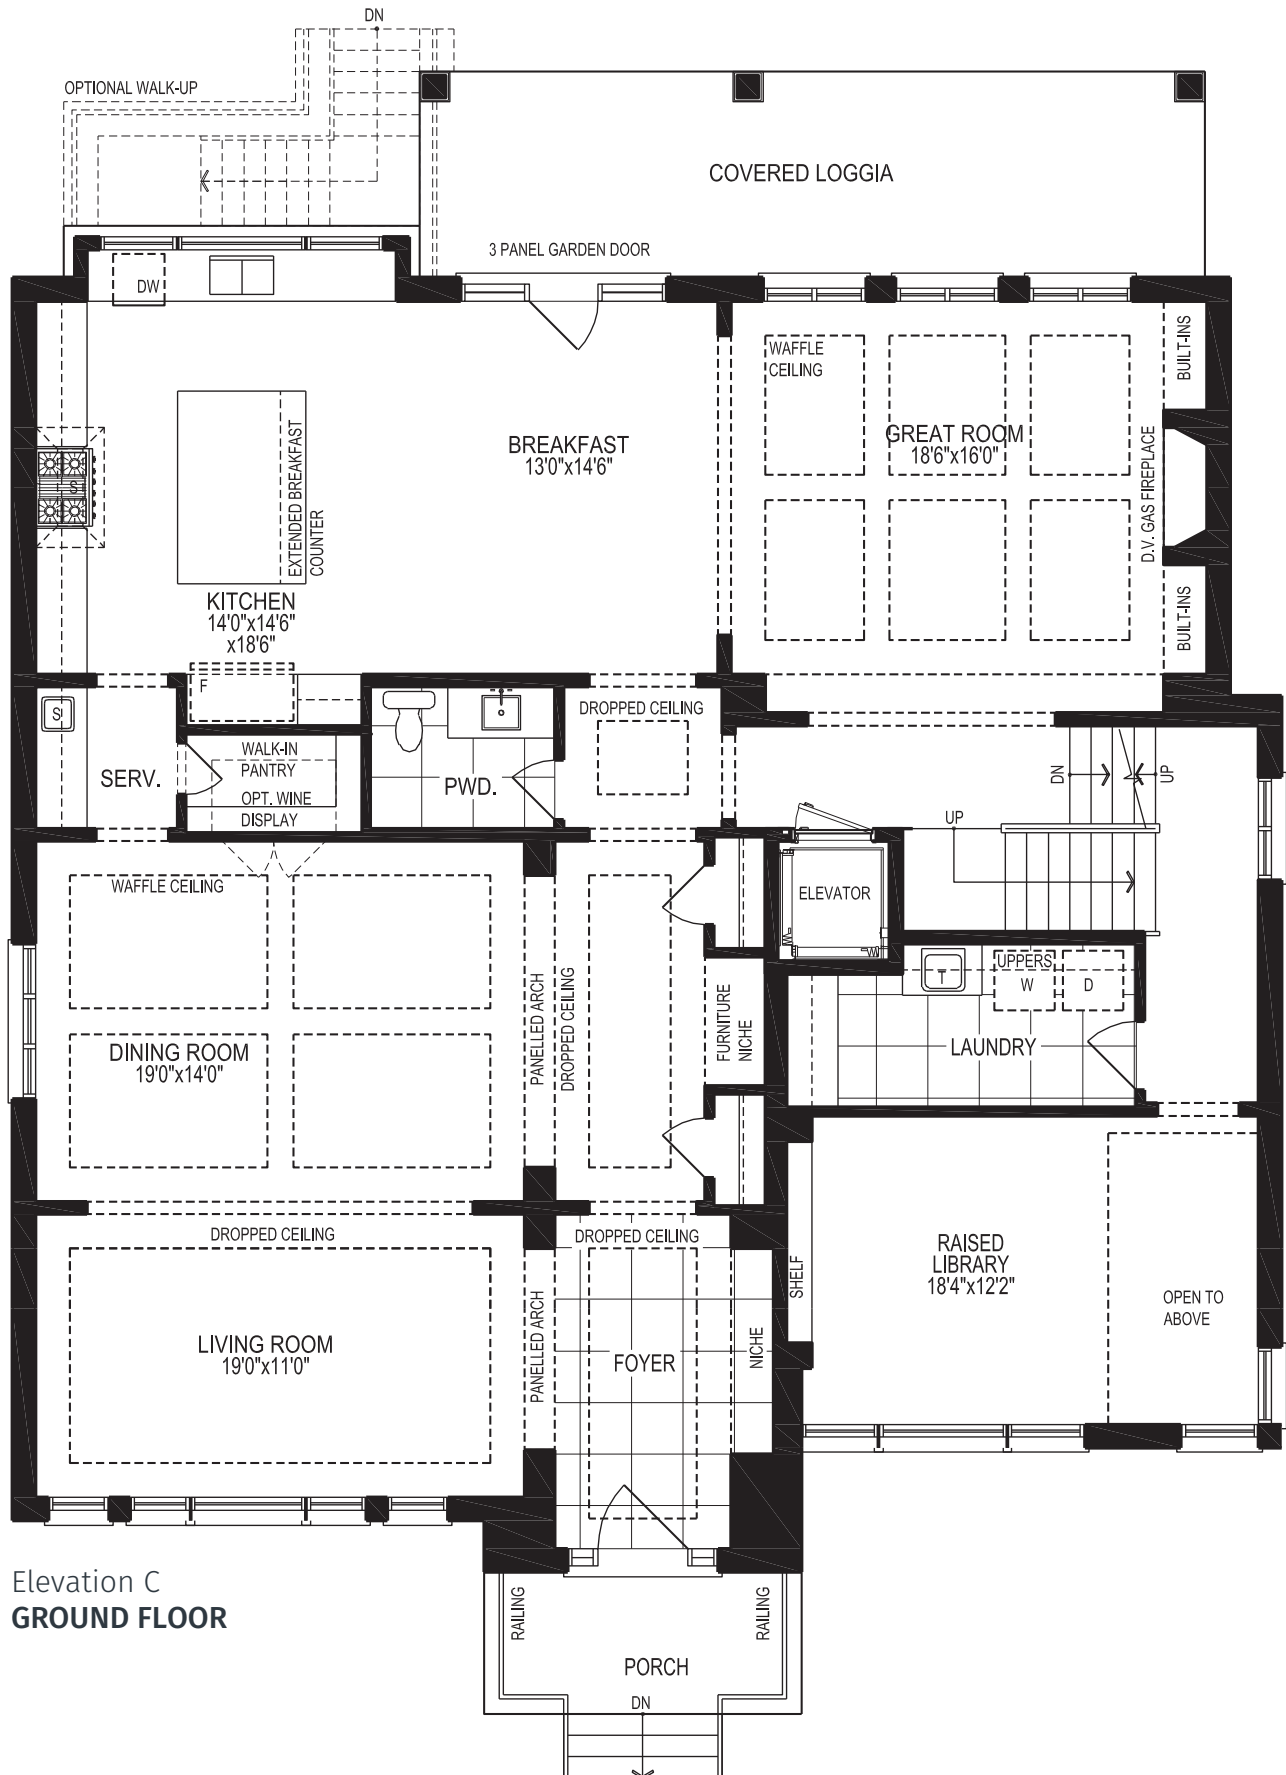 DN
OPTIONAL WALK-UP
COVERED LOGGIA
3 PANEL GARDEN DOOR
DW
WAFFLE
CEILING
BUILT-INS
GREAT ROOM
18'6"x16'0"
D.V. GAS FIREPLACE
BUILT-INS
BREAKFAST
13'0"x14'6"
S
EXTENDED BREAKFAST
COUNTER
KITCHEN
14'0"x14'6"
x18'6"
F
S
SERV.
WALK-IN
PANTRY
OPT. WINE
DISPLAY
PWD.
DROPPED CEILING
DN
UP
UP
ELEVATOR
WAFFLE CEILING
DINING ROOM
19'0"x14'0"
PANELLED ARCH
DROPPED CEILING
FURNITURE
NICHE
T
UPPERS
W
D
LAUNDRY
DROPPED CEILING
LIVING ROOM
19'0"x11'0"
PANELLED ARCH
DROPPED CEILING
FOYER
NICHE
SHELF
RAISED
LIBRARY
18'4"x12'2"
OPEN TO
ABOVE
Elevation C
GROUND FLOOR
RAILING
RAILING
PORCH
DN